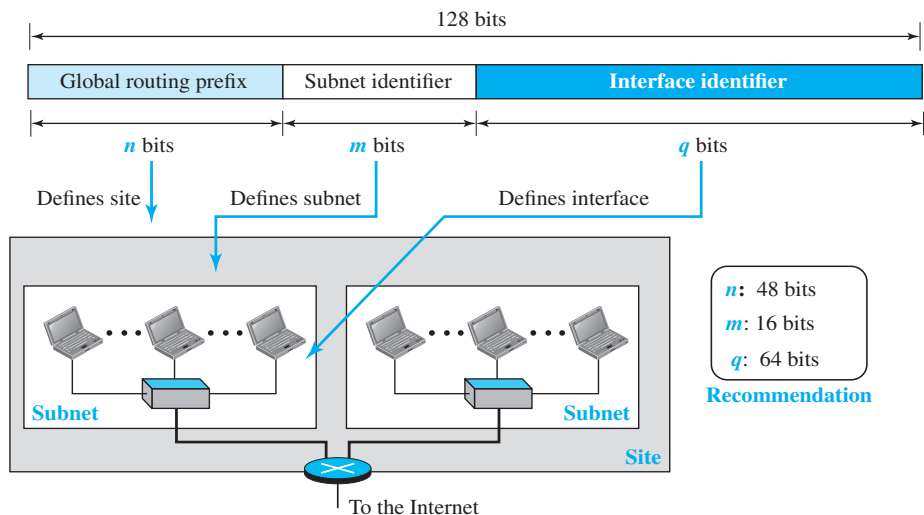 128 bits
Global routing prefix
Subnet identifier
Interface identifier
n bits
m bits
q bits
Defines site
Defines subnet
Defines interface
n: 48 bits
m: 16 bits
q: 64 bits
Recommendation
Subnet
Subnet
Site
To the Internet